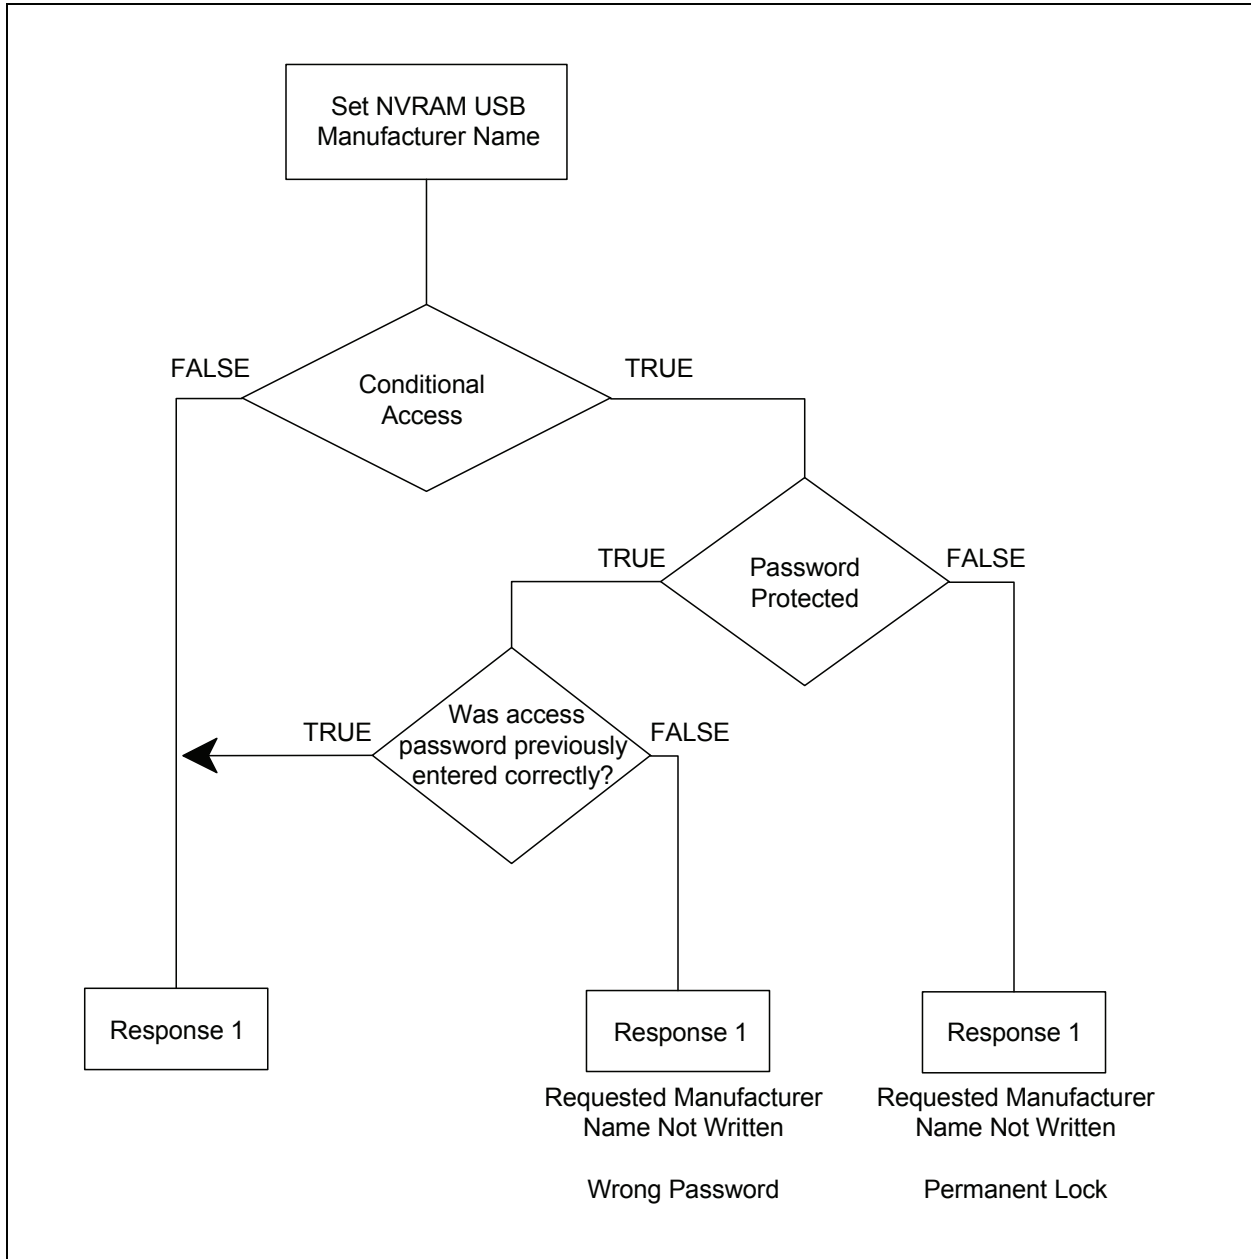 Set NVRAM USB
Manufacturer Name
FALSE
TRUE
Conditional
Access
TRUE
FALSE
Password
Protected
TRUE
FALSE
Was access
password previously
entered correctly?
Response 1
Response 1
Response 1
Requested Manufacturer
Name Not Written
Wrong Password
Requested Manufacturer
Name Not Written
Permanent Lock